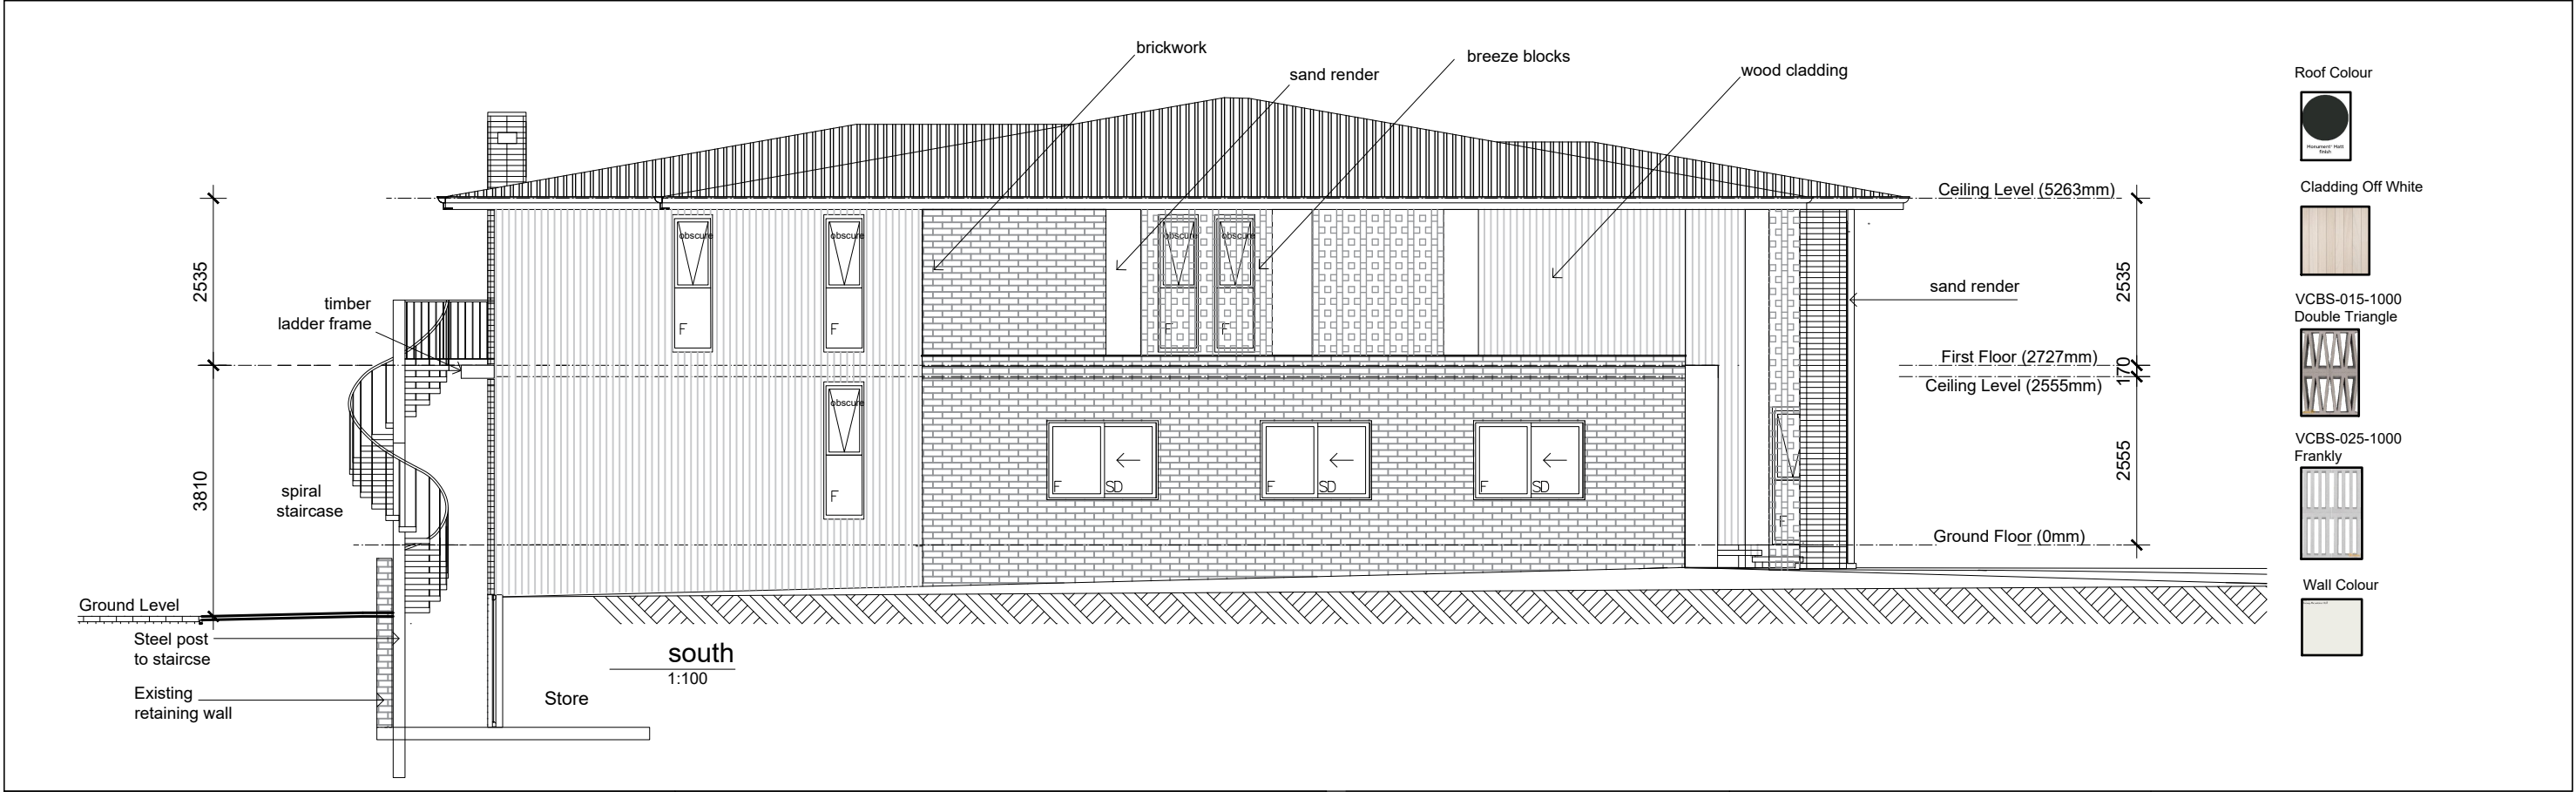 brickwork
sand render
breeze blocks
wood cladding
Roof Colour
Monument® Matt
finish
Cladding Off White
VCBS-015-1000
Double Triangle
VCBS-025-1000
Frankly
Wall Colour
Ceiling Level (5263mm)
sand render
First Floor (2727mm)
Ceiling Level (2555mm)
Ground Floor (0mm)
2535
170
2555
2535
3810
timber
ladder frame
spiral
staircase
Ground Level
Steel post
to staircse
Existing
retaining wall
Store
south
1:100
obscure
F
obscure
F
obscure
F
obscure
F
obscure
F
F
SD
F
SD
F
SD
F